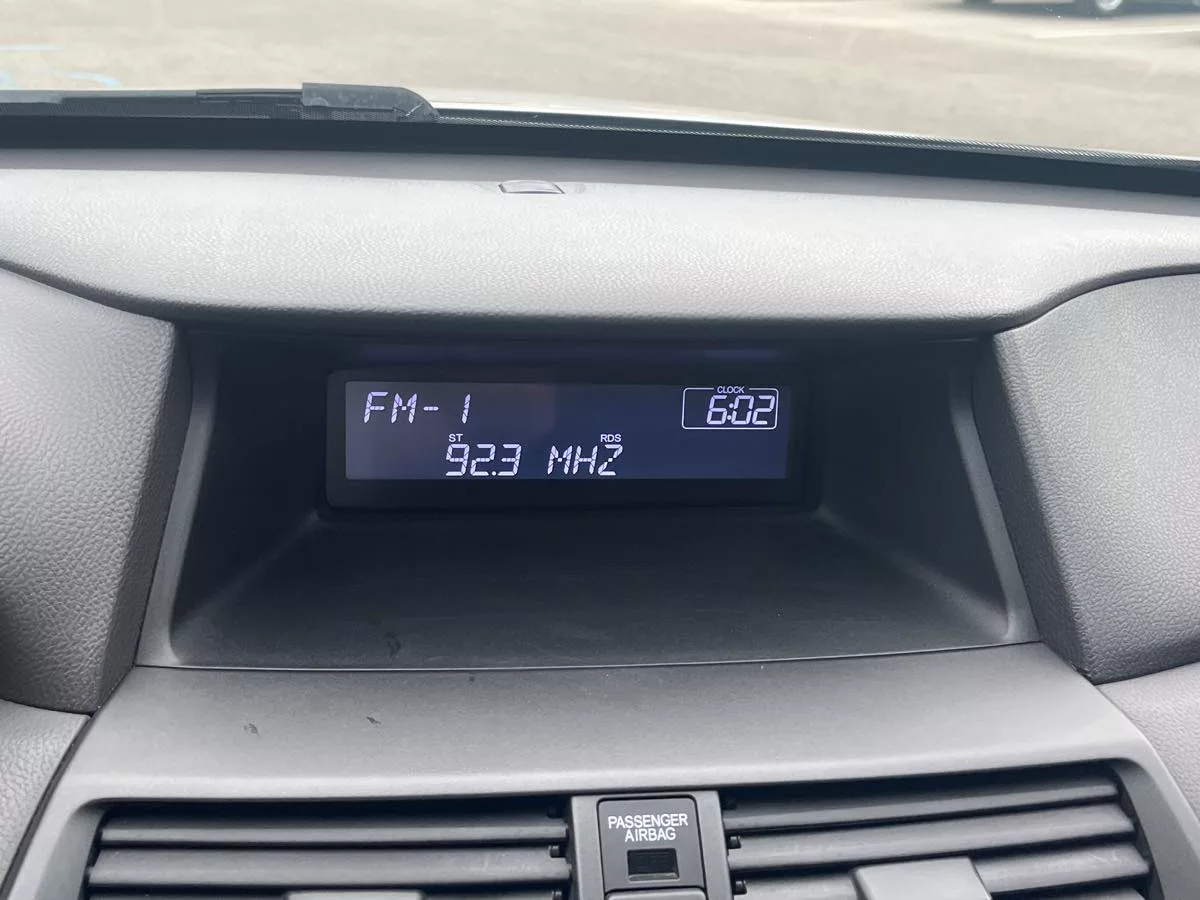 FM-1
CLOCK
6:02
ST RDS
92.3 MHZ
PASSENGER
AIRBAG